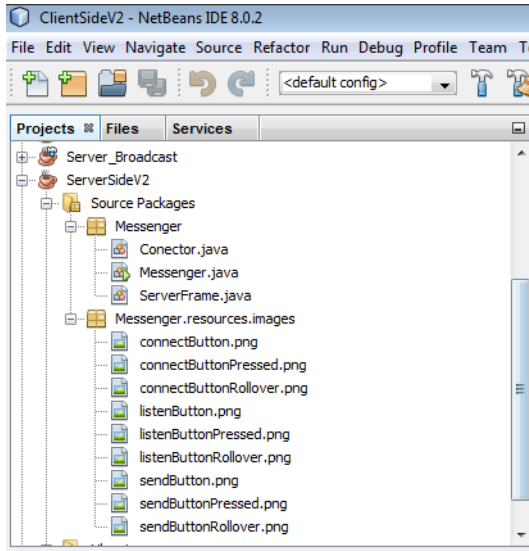 ClientSideV2 - NetBeans IDE 8.0.2
File Edit View Navigate Source Refactor Run Debug Profile Team
<default config>
Projects Files Services
Server_Broadcast
ServerSideV2
Source Packages
Messenger
Conector.java
Messenger.java
ServerFrame.java
Messenger.resources.images
connectButton.png
connectButtonPressed.png
connectButtonRollover.png
listenButton.png
listenButtonPressed.png
listenButtonRollover.png
sendButton.png
sendButtonPressed.png
sendButtonRollover.png